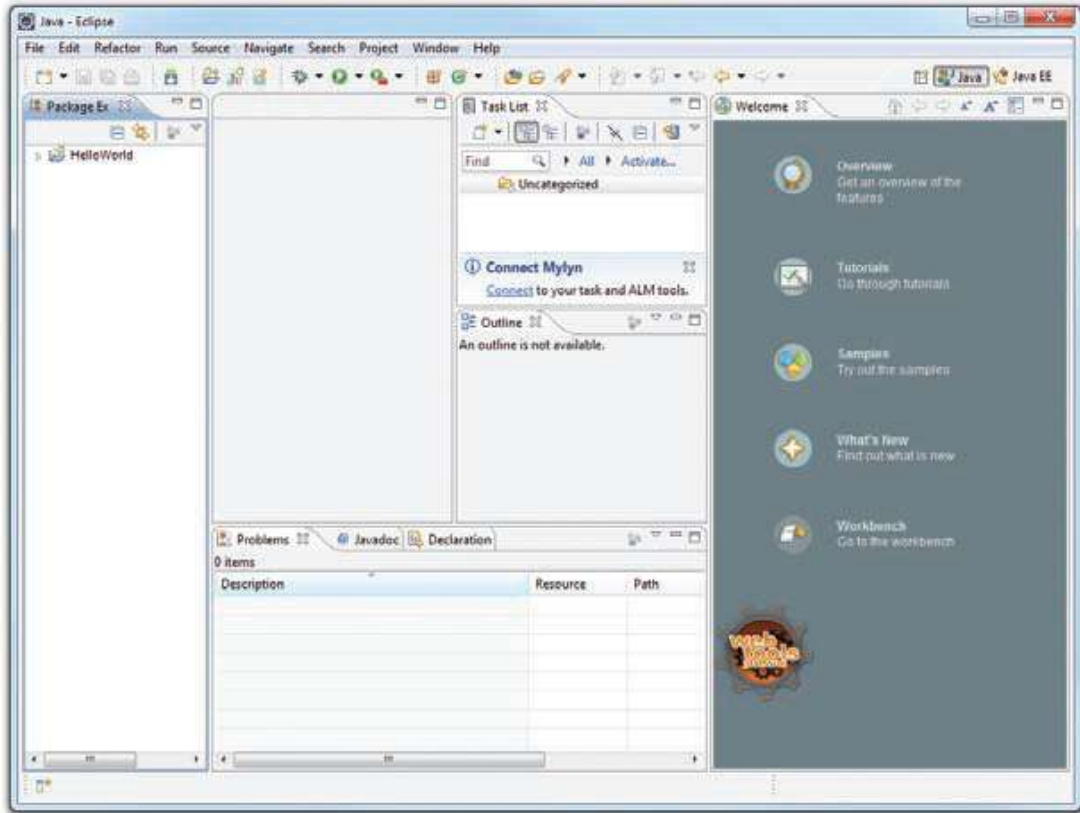 Java - Eclipse
File Edit Refactor Run Source Navigate Search Project Window Help
Java Java EE
Package Ex
HelloWorld
Task List
Find All Activate...
Uncategorized
Connect Mylyn
Connect to your task and ALM tools.
Outline
An outline is not available.
Welcome
Overview
Get an overview of the
features
Tutorials
Go through tutorials
Samples
Try out the samples
What's New
Find out what is new
Workbench
Go to the workbench
web
tools
Problems Javadoc Declaration
0 items
Description Resource Path